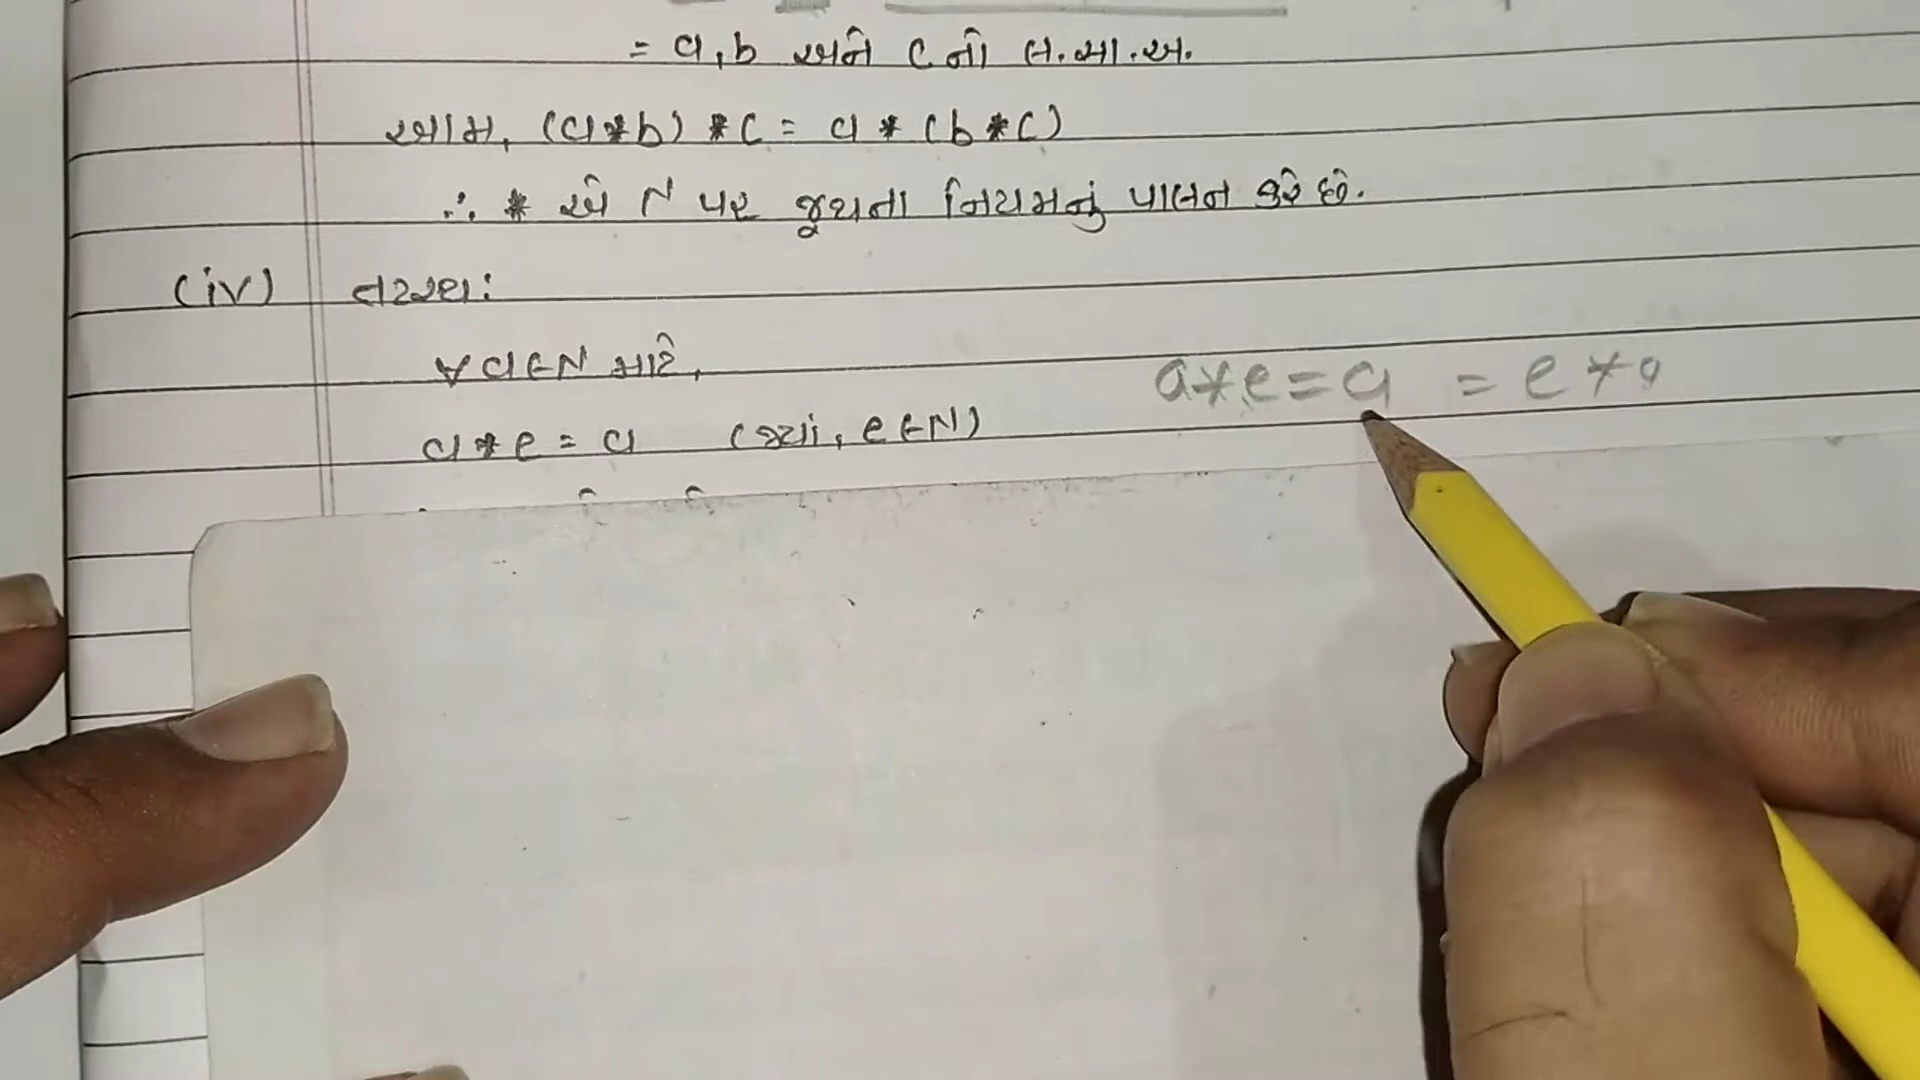 = a, b અને c નો લ.સા.અ.
આમ, (a*b) *c = a * (b*c)
∴ * એ N પર જૂથના નિયમનું પાલન કરે છે.
(iv) તટસ્થ:
∀ a∈N માટે,
a*e = a = e*a
a*e = a (જ્યાં, e∈N)